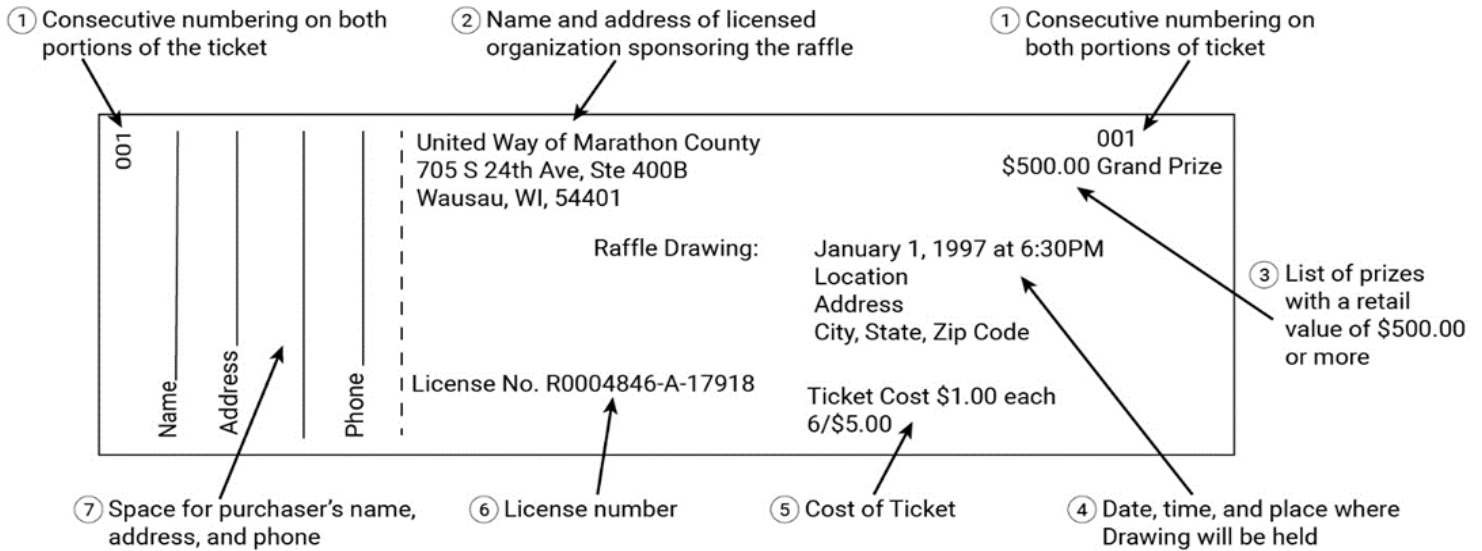 ① Consecutive numbering on both
portions of the ticket
② Name and address of licensed
organization sponsoring the raffle
① Consecutive numbering on
both portions of ticket
001
Name
Address
Phone
United Way of Marathon County
705 S 24th Ave, Ste 400B
Wausau, WI, 54401
001
$500.00 Grand Prize
Raffle Drawing:
January 1, 1997 at 6:30PM
Location
Address
City, State, Zip Code
③ List of prizes
with a retail
value of $500.00
or more
License No. R0004846-A-17918
Ticket Cost $1.00 each
6/$5.00
⑦ Space for purchaser’s name,
address, and phone
⑥ License number
⑤ Cost of Ticket
④ Date, time, and place where
Drawing will be held